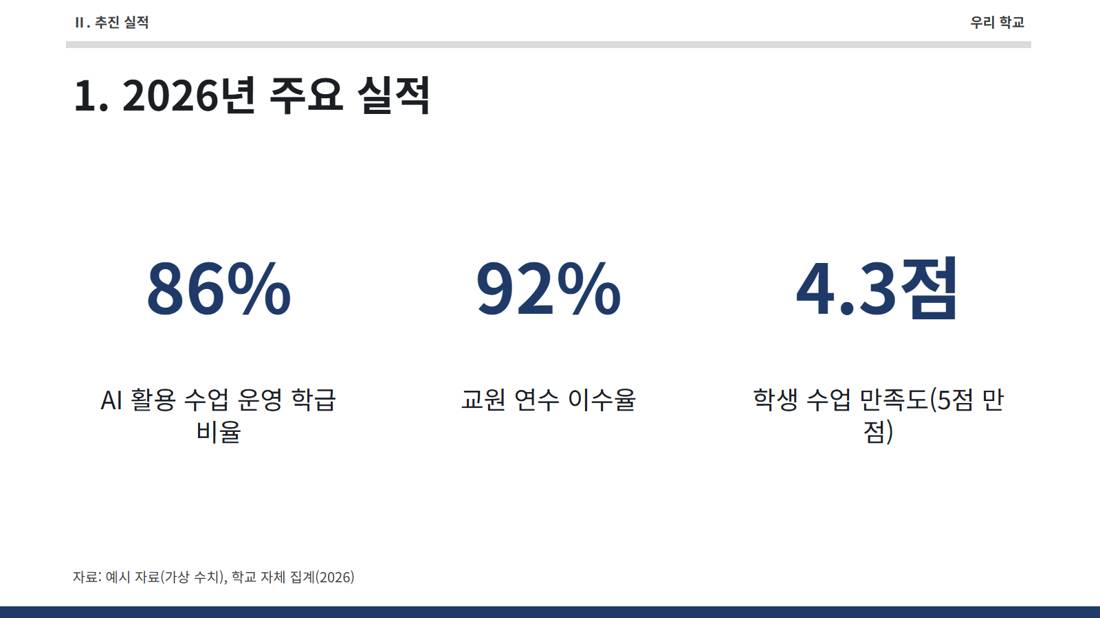 Ⅱ. 추진 실적
우리 학교
1. 2026년 주요 실적
86%
92%
4.3점
AI 활용 수업 운영 학급
비율
교원 연수 이수율
학생 수업 만족도(5점 만
점)
자료: 예시 자료(가상 수치), 학교 자체 집계(2026)